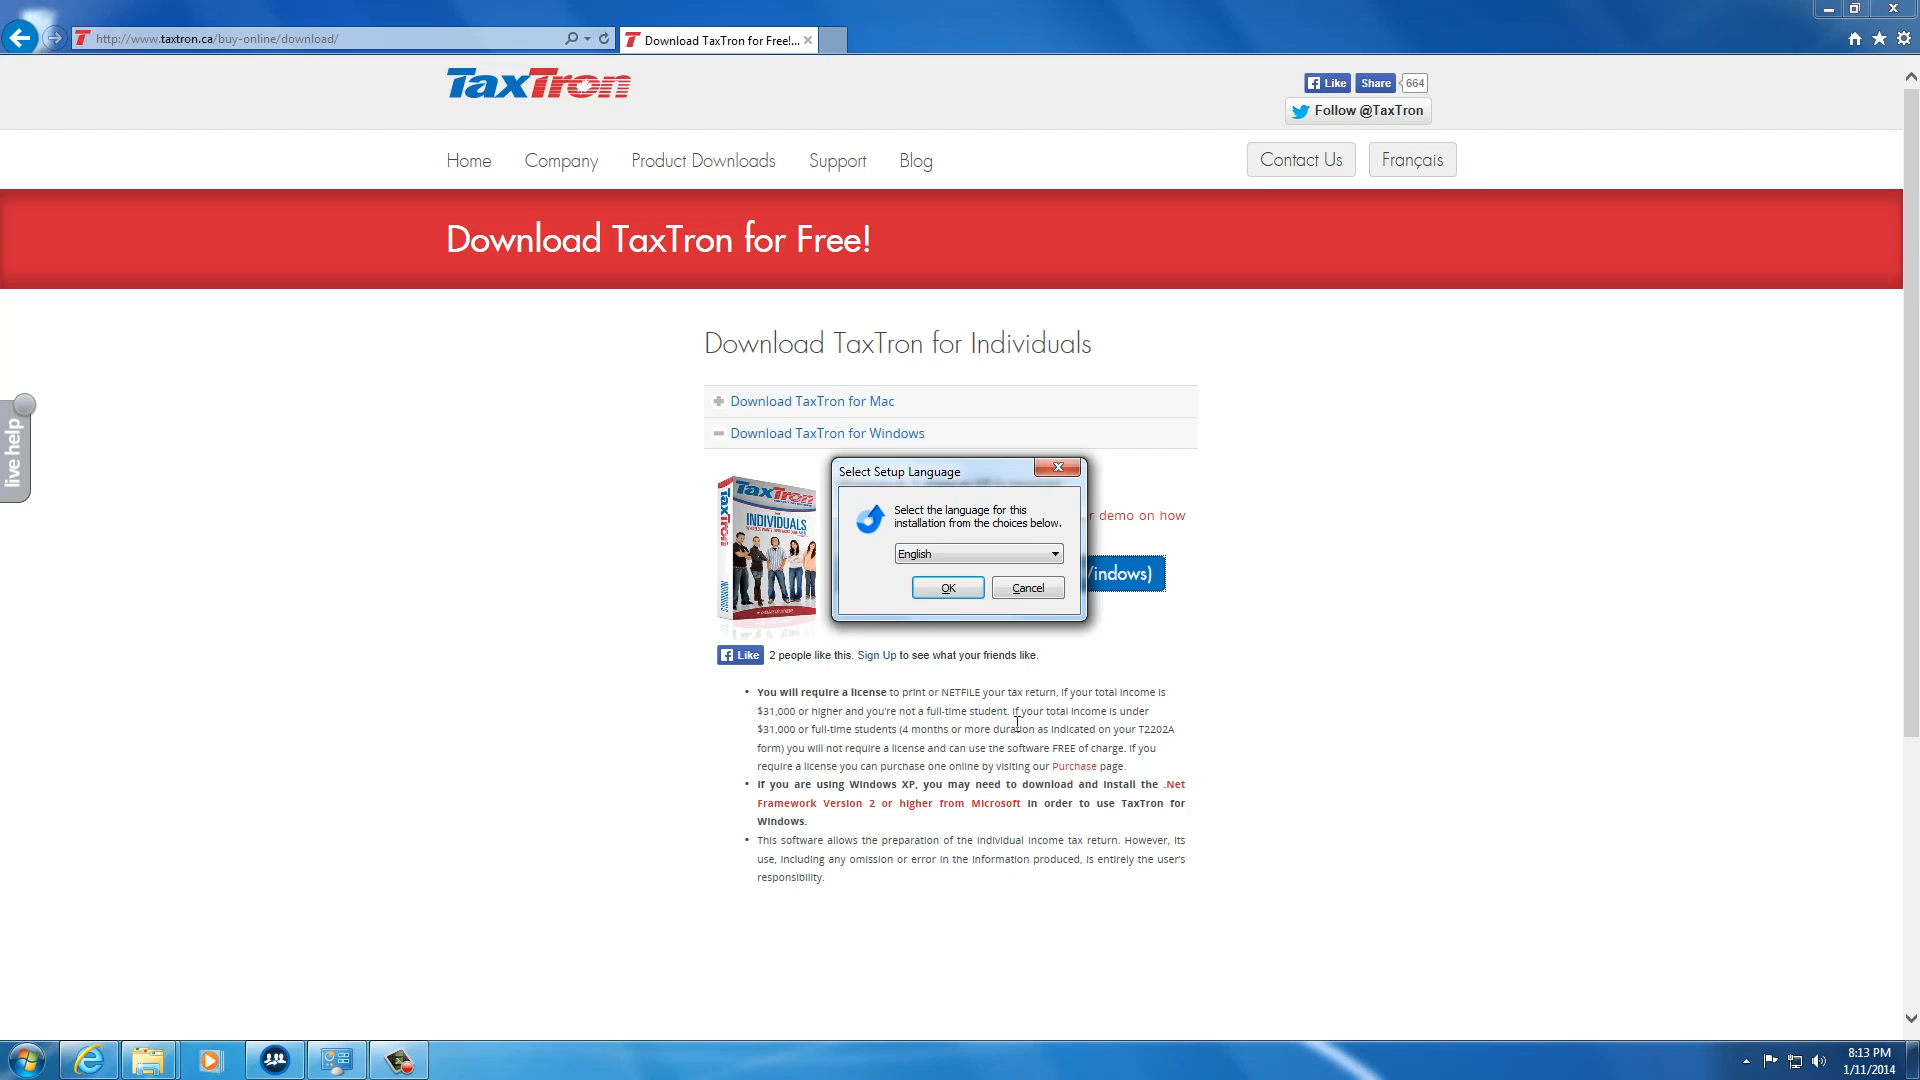 http://www.taxtron.ca/buy-online/download/
Download TaxTron for Free!...
TaxTron
Like
Share
664
Follow @TaxTron
Home
Company
Product Downloads
Support
Blog
Contact Us
Français
Download TaxTron for Free!
live help
Download TaxTron for Individuals
Download TaxTron for Mac
Download TaxTron for Windows
Select Setup Language
Select the language for this
installation from the choices below.
English
OK
Cancel
demo on how
indows)
TaxTron
INDIVIDUALS
TaxTron
Like
2 people like this. Sign Up to see what your friends like.
• You will require a license to print or NETFILE your tax return, if your total income is
$31,000 or higher and you're not a full-time student. If your total income is under
$31,000 or full-time students (4 months or more duration as indicated on your T2202A
form) you will not require a license and can use the software FREE of charge. If you
require a license you can purchase one online by visiting our Purchase page.
• If you are using Windows XP, you may need to download and install the .Net
Framework Version 2 or higher from Microsoft in order to use TaxTron for
Windows.
• This software allows the preparation of the individual income tax return. However, its
use, including any omission or error in the information produced, is entirely the user's
responsibility.
8:13 PM
1/11/2014